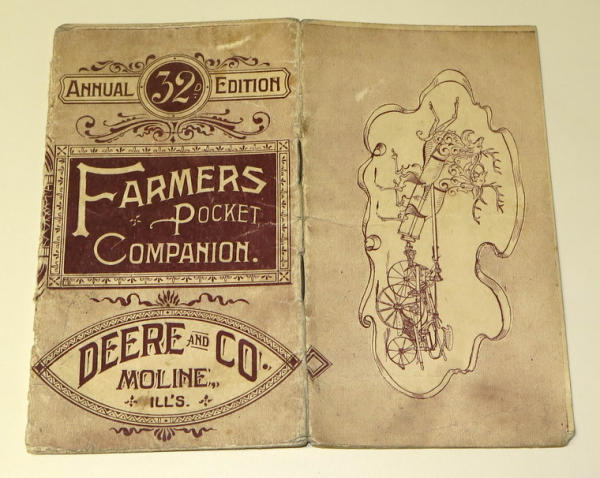 ANNUAL 32D EDITION
FARMERS
POCKET
COMPANION.
DEERE AND CO.
MOLINE,
ILL'S.